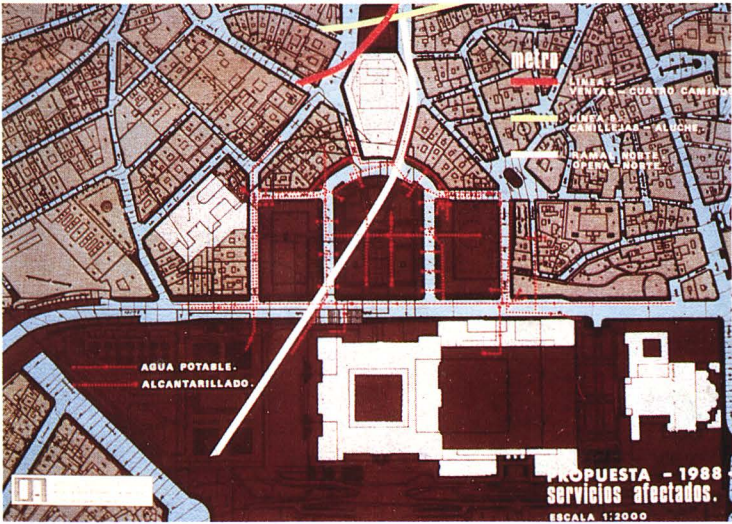 metro
LINEA 2
VENTAS - CUATRO CAMINOS
LINEA 5
CANILLEJAS - ALUCHE.
RAMAL NORTE
OPERA - NORTE.
AGUA POTABLE.
ALCANTARILLADO.
PROPUESTA - 1988 -
servicios afectados.
ESCALA 1:2000